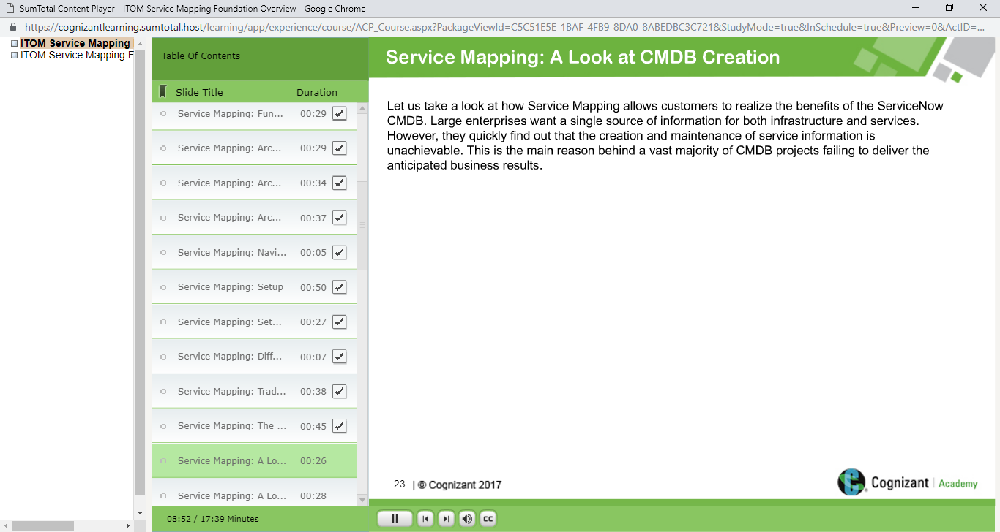 SumTotal Content Player - ITOM Service Mapping Foundation Overview - Google Chrome
https://cognizantlearning.sumtotal.host/learning/app/experience/course/ACP_Course.aspx?PackageViewId=C5C51E5E-1BAF-4FB9-8DA0-8ABEDBC3C721&StudyMode=true&InSchedule=true&Preview=0&ActID=...
ITOM Service Mapping
ITOM Service Mapping F
Table Of Contents
Slide Title Duration
Service Mapping: Fun... 00:29
Service Mapping: Arc... 00:29
Service Mapping: Arc... 00:34
Service Mapping: Arc... 00:37
Service Mapping: Navi... 00:05
Service Mapping: Setup 00:50
Service Mapping: Set... 00:27
Service Mapping: Diff... 00:07
Service Mapping: Trad... 00:38
Service Mapping: The ... 00:45
Service Mapping: A Lo... 00:26
Service Mapping: A Lo... 00:28
08:52 / 17:39 Minutes
Service Mapping: A Look at CMDB Creation
Let us take a look at how Service Mapping allows customers to realize the benefits of the ServiceNow
CMDB. Large enterprises want a single source of information for both infrastructure and services.
However, they quickly find out that the creation and maintenance of service information is
unachievable. This is the main reason behind a vast majority of CMDB projects failing to deliver the
anticipated business results.
23 | © Cognizant 2017
Cognizant | Academy
CC